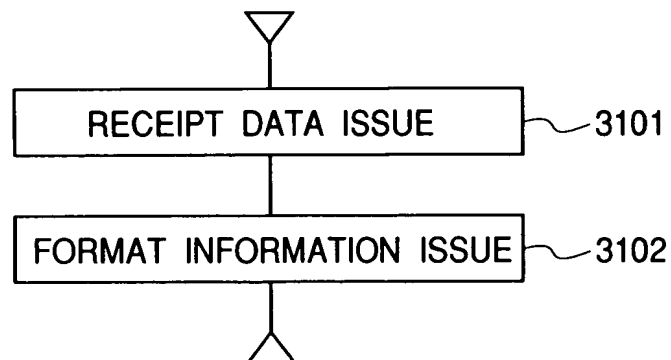 RECEIPT DATA ISSUE 3101
FORMAT INFORMATION ISSUE 3102